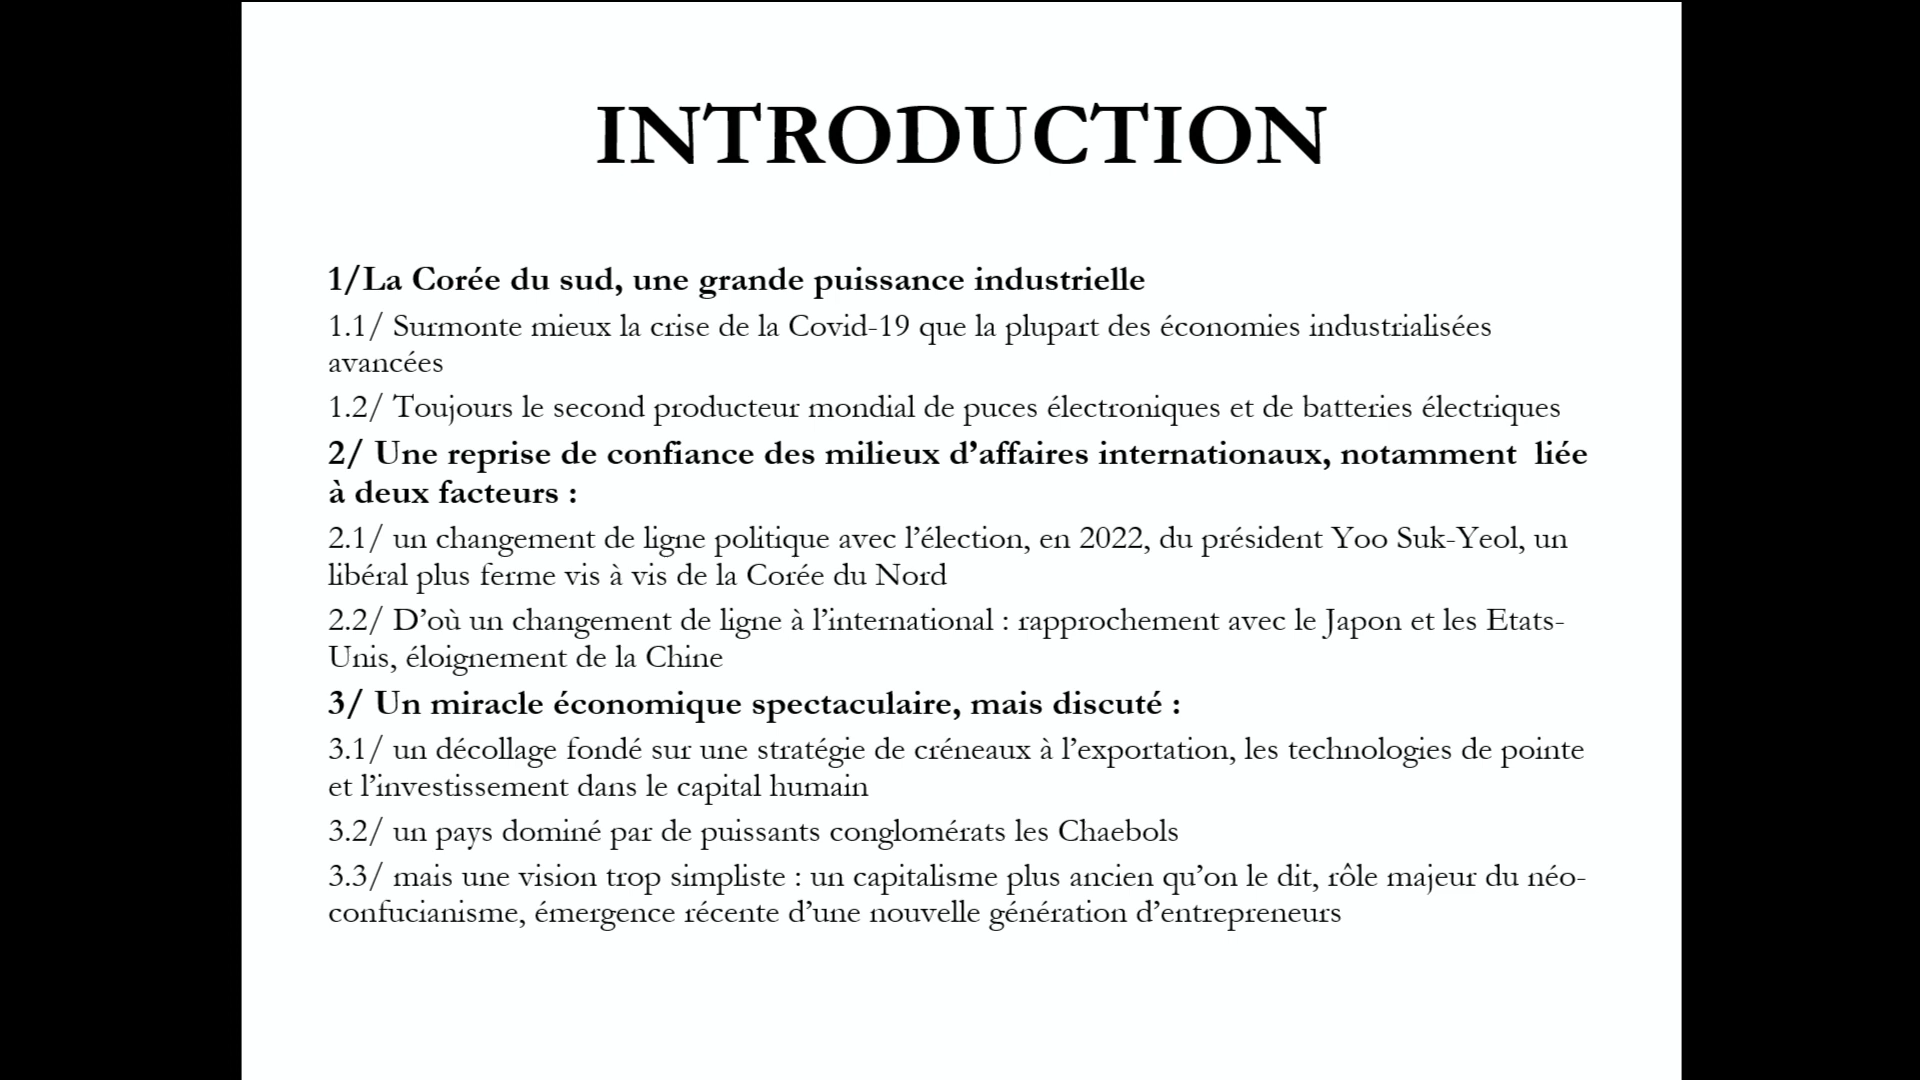 INTRODUCTION
1/La Corée du sud, une grande puissance industrielle
1.1/ Surmonte mieux la crise de la Covid-19 que la plupart des économies industrialisées
avancées
1.2/ Toujours le second producteur mondial de puces électroniques et de batteries électriques
2/ Une reprise de confiance des milieux d’affaires internationaux, notamment  liée
à deux facteurs :
2.1/ un changement de ligne politique avec l’élection, en 2022, du président Yoo Suk-Yeol, un
libéral plus ferme vis à vis de la Corée du Nord
2.2/ D’où un changement de ligne à l’international : rapprochement avec le Japon et les Etats-
Unis, éloignement de la Chine
3/ Un miracle économique spectaculaire, mais discuté :
3.1/ un décollage fondé sur une stratégie de créneaux à l’exportation, les technologies de pointe
et l’investissement dans le capital humain
3.2/ un pays dominé par de puissants conglomérats les Chaebols
3.3/ mais une vision trop simpliste : un capitalisme plus ancien qu’on le dit, rôle majeur du néo-
confucianisme, émergence récente d’une nouvelle génération d’entrepreneurs